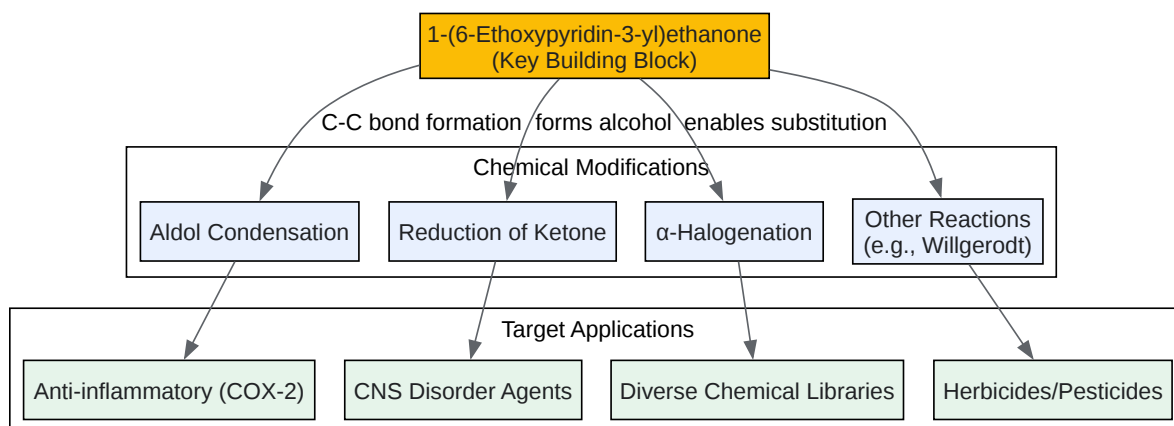 1-(6-Ethoxypyridin-3-yl)ethanone
(Key Building Block)
C-C bond formation
forms alcohol
enables substitution
Chemical Modifications
Aldol Condensation
Reduction of Ketone
α-Halogenation
Other Reactions
(e.g., Willgerodt)
Target Applications
Anti-inflammatory (COX-2)
CNS Disorder Agents
Diverse Chemical Libraries
Herbicides/Pesticides